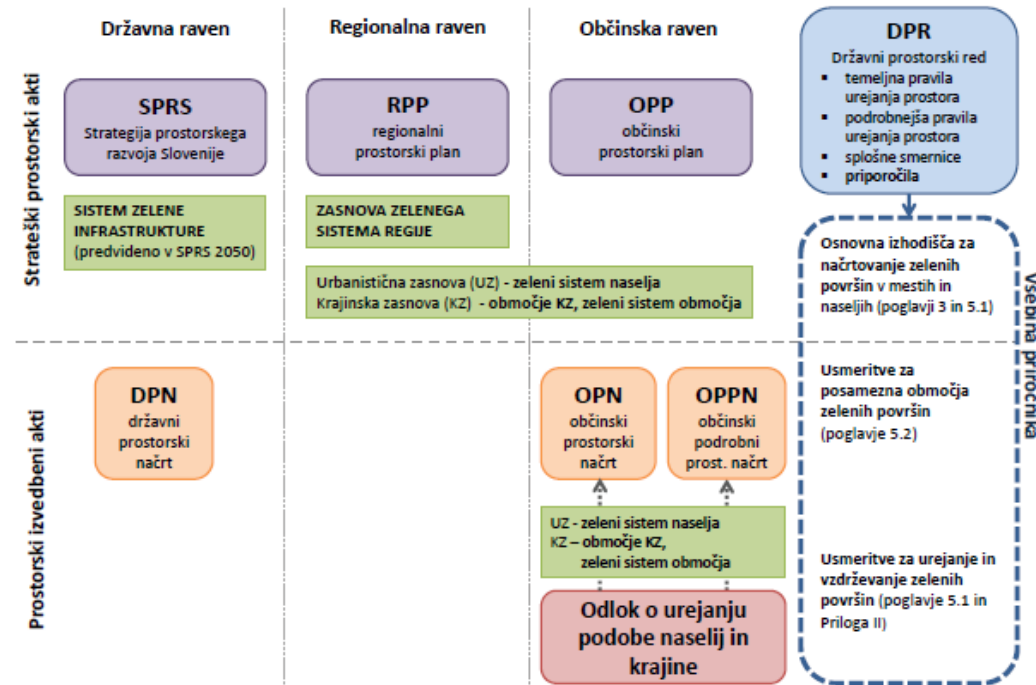 Državna raven
Regionalna raven
Občinska raven
Strateški prostorski akti
SPRS
Strategija prostorskega
razvoja Slovenije
RPP
regionalni
prostorski plan
OPP
občinski
prostorski plan
DPR
Državni prostorski red
▪ temeljna pravila
urejanja prostora
▪ podrobnejša pravila
urejanja prostora
▪ splošne smernice
▪ priporočila
SISTEM ZELENE
INFRASTRUKTURE
(predvideno v SPRS 2050)
ZASNOVA ZELENEGA
SISTEMA REGIJE
Urbanistična zasnova (UZ) - zeleni sistem naselja
Krajinska zasnova (KZ) - območje KZ, zeleni sistem območja
Osnovna izhodišča za
načrtovanje zelenih
površin v mestih in
naseljih (poglavji 3 in 5.1)
Vsebina priročnika
Prostorski izvedbeni akti
DPN
državni
prostorski
načrt
OPN
občinski
prostorski
načrt
OPPN
občinski
podrobni
prost. načrt
Usmeritve za
posamezna območja
zelenih površin
(poglavje 5.2)
UZ - zeleni sistem naselja
KZ – območje KZ,
zeleni sistem območja
Odlok o urejanju
podobe naselij in
krajine
Usmeritve za urejanje in
vzdrževanje zelenih
površin (poglavje 5.1 in
Priloga II)